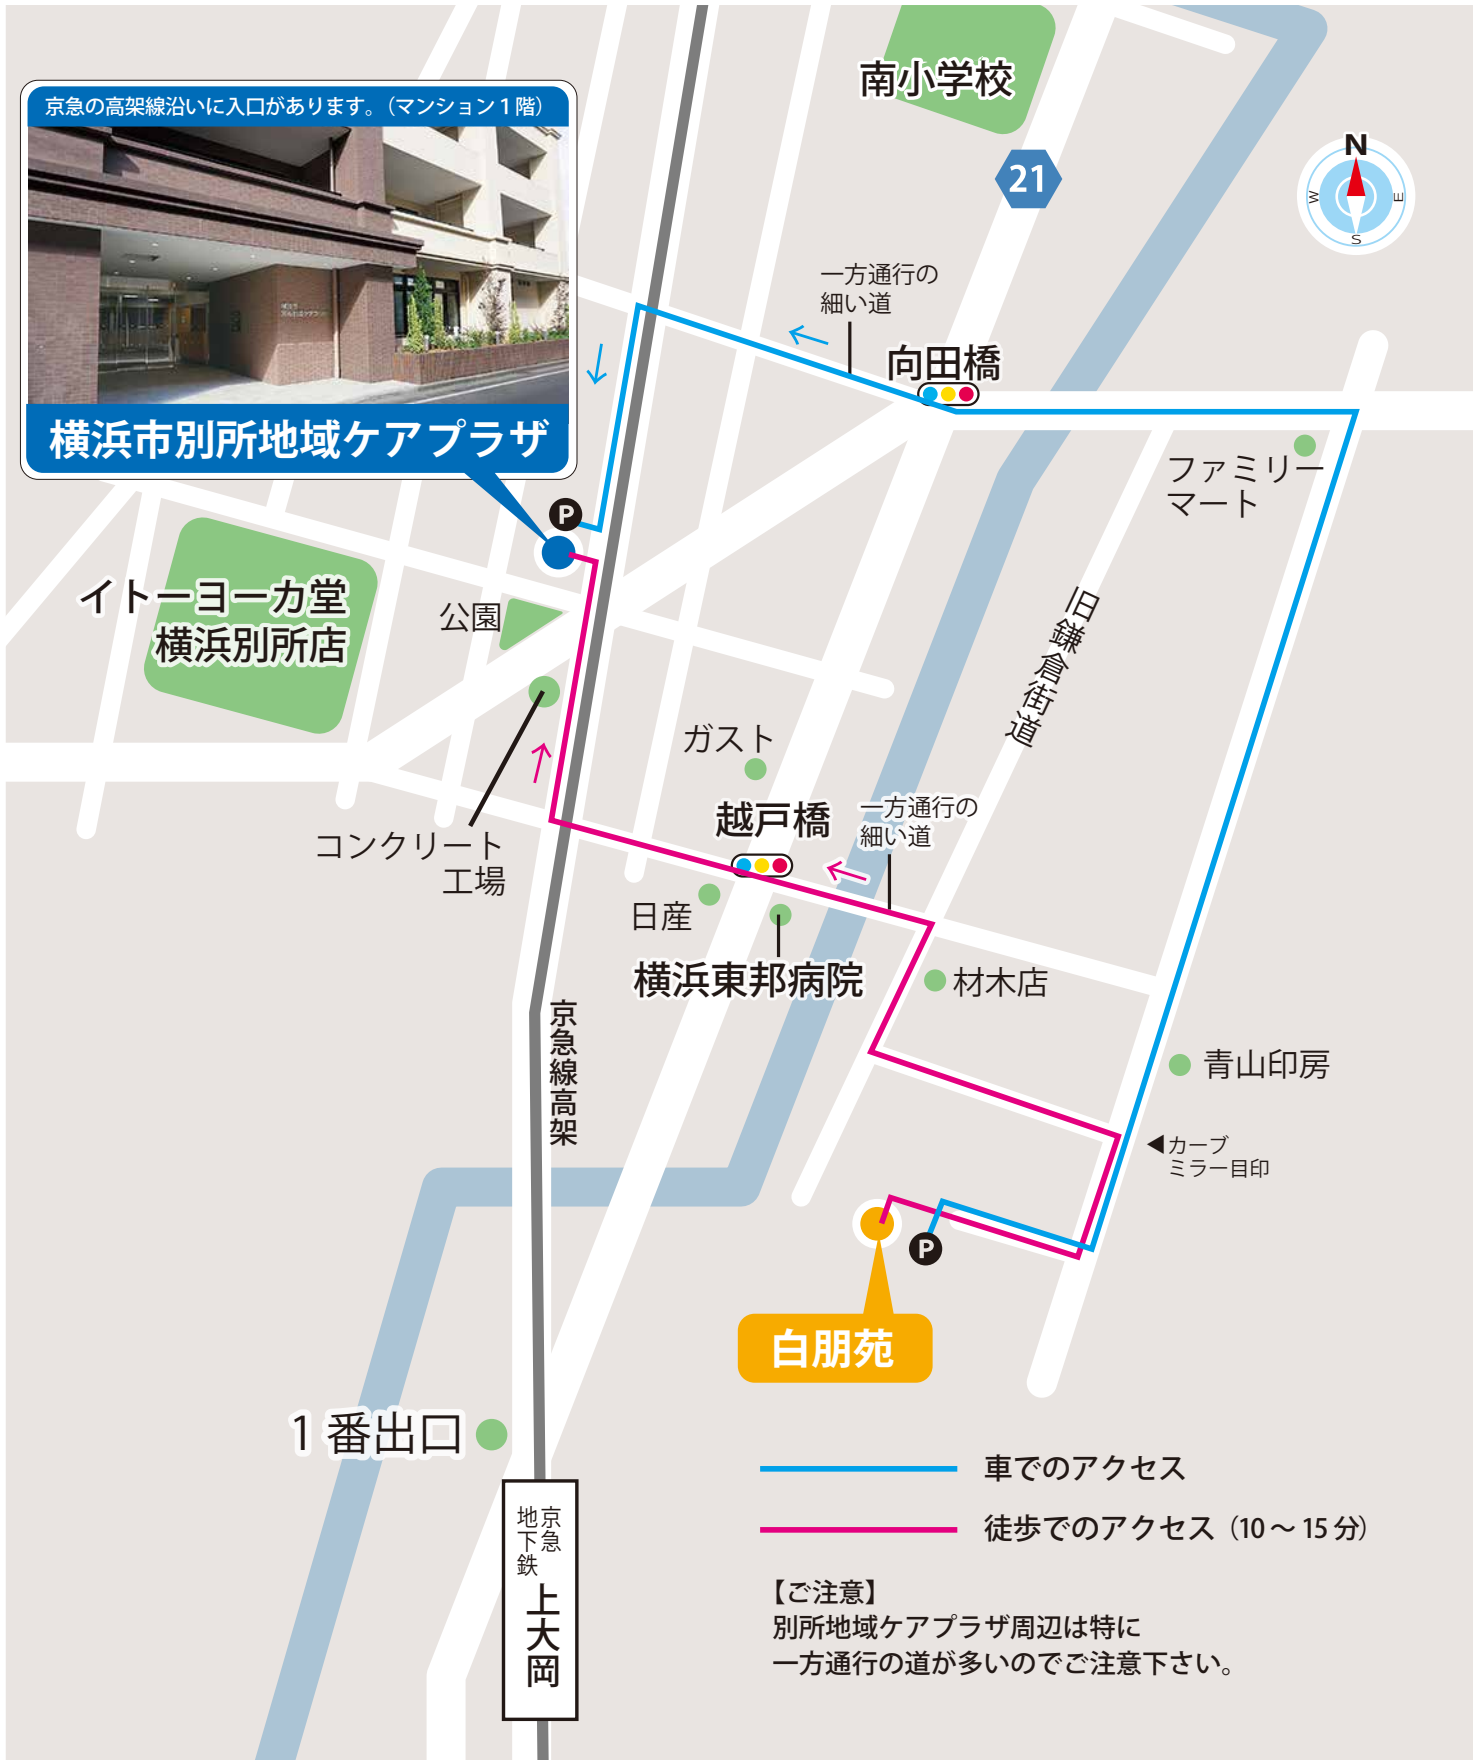 京急の高架線沿いに入口があります。（マンション１階）
横浜市別所地域ケアプラザ
南小学校
21
N
W
E
S
一方通行の
細い道
向田橋
ファミリー
マート
P
イトーヨーカ堂
横浜別所店
公園
旧鎌倉街道
ガスト
越戸橋
一方通行の
細い道
コンクリート
工場
日産
横浜東邦病院
材木店
京急線高架
青山印房
◀カーブ
ミラー目印
P
白朋苑
１番出口
京急
地下鉄
上大岡
車でのアクセス
徒歩でのアクセス（10～15分）
【ご注意】
別所地域ケアプラザ周辺は特に
一方通行の道が多いのでご注意下さい。